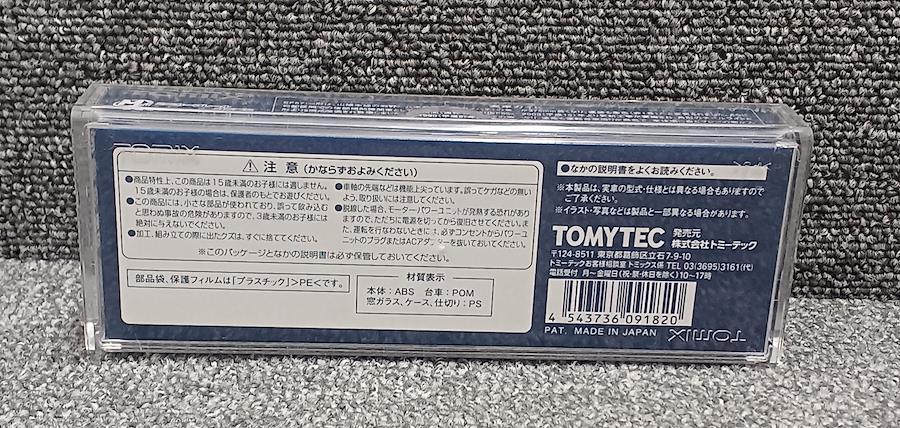 ⚠ 注 意 (かならずおよみください)
●商品特性上、この商品は15歳未満のお子様には適しません。
15歳未満のお子様の場合は、保護者のもとでお遊びください。
●この商品には、小さな部品が使われており、誤って飲み込む
と思わぬ事故の危険がありますので、3歳未満のお子様には
絶対に与えないでください。
●加工、組み立ての際に出たクズは、すぐに捨ててください。
●車軸の先端などは機能上尖っています。誤ってケガなどの無い
よう、取り扱いには注意してください。
●脱線した場合、モーターパワーユニットが発熱する恐れがあり
ますので、ただちに電源を切ってから復旧させてください。ま
た、運転を行なわないときには、必ずコンセントからパワーユ
ニットのプラグまたはACアダプターを抜いておいてください。
※このパッケージとなかの説明書は必ず保管しておいてください。
部品袋、保護フィルムは「プラスチック」>PE<です。
材質表示
本体:ABS 台車:POM
窓ガラス、ケース、仕切り:PS
●なかの説明書をよくお読みください。
※本製品は、実車の型式・仕様とは異なる場合もありますので
ご了承ください。
※イラスト・写真などは製品と一部異なる場合があります。
TOMYTEC 発売元 株式会社トミーテック
〒124-8511 東京都葛飾区立石7-9-10
トミーテックお客様相談室 トミックス係 TEL 03(3695)3161(代)
電話受付 月〜金曜日(祝・祭休日を除く)10〜17時
4 543736 091820
PAT. MADE IN JAPAN
TOMIX